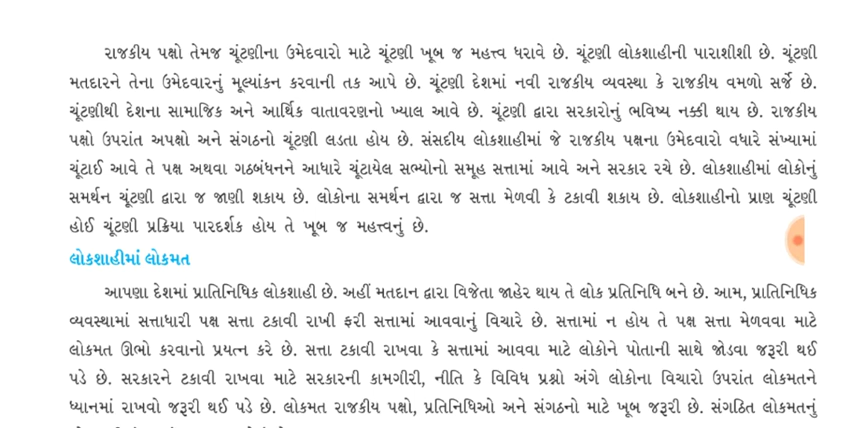 રાજકીય પક્ષો તેમજ ચૂંટણીના ઉમેદવારો માટે ચૂંટણી ખૂબ જ મહત્ત્વ ધરાવે છે. ચૂંટણી લોકશાહીની પારાશીશી છે. ચૂંટણી
મતદારને તેના ઉમેદવારનું મૂલ્યાંકન કરવાની તક આપે છે. ચૂંટણી દેશમાં નવી રાજકીય વ્યવસ્થા કે રાજકીય વમળો સર્જે છે.
ચૂંટણીથી દેશના સામાજિક અને આર્થિક વાતાવરણનો ખ્યાલ આવે છે. ચૂંટણી દ્વારા સરકારોનું ભવિષ્ય નક્કી થાય છે. રાજકીય
પક્ષો ઉપરાંત અપક્ષો અને સંગઠનો ચૂંટણી લડતા હોય છે. સંસદીય લોકશાહીમાં જે રાજકીય પક્ષના ઉમેદવારો વધારે સંખ્યામાં
ચૂંટાઈ આવે તે પક્ષ અથવા ગઠબંધનને આધારે ચૂંટાયેલ સભ્યોનો સમૂહ સત્તામાં આવે અને સરકાર રચે છે. લોકશાહીમાં લોકોનું
સમર્થન ચૂંટણી દ્વારા જ જાણી શકાય છે. લોકોના સમર્થન દ્વારા જ સત્તા મેળવી કે ટકાવી શકાય છે. લોકશાહીનો પ્રાણ ચૂંટણી
હોઈ ચૂંટણી પ્રક્રિયા પારદર્શક હોય તે ખૂબ જ મહત્ત્વનું છે.
લોકશાહીમાં લોકમત
આપણા દેશમાં પ્રાતિનિધિક લોકશાહી છે. અહીં મતદાન દ્વારા વિજેતા જાહેર થાય તે લોક પ્રતિનિધિ બને છે. આમ, પ્રાતિનિધિક
વ્યવસ્થામાં સત્તાધારી પક્ષ સત્તા ટકાવી રાખી ફરી સત્તામાં આવવાનું વિચારે છે. સત્તામાં ન હોય તે પક્ષ સત્તા મેળવવા માટે
લોકમત ઊભો કરવાનો પ્રયત્ન કરે છે. સત્તા ટકાવી રાખવા કે સત્તામાં આવવા માટે લોકોને પોતાની સાથે જોડવા જરૂરી થઈ
પડે છે. સરકારને ટકાવી રાખવા માટે સરકારની કામગીરી, નીતિ કે વિવિધ પ્રશ્નો અંગે લોકોના વિચારો ઉપરાંત લોકમતને
ધ્યાનમાં રાખવો જરૂરી થઈ પડે છે. લોકમત રાજકીય પક્ષો, પ્રતિનિધિઓ અને સંગઠનો માટે ખૂબ જરૂરી છે. સંગઠિત લોકમતનું